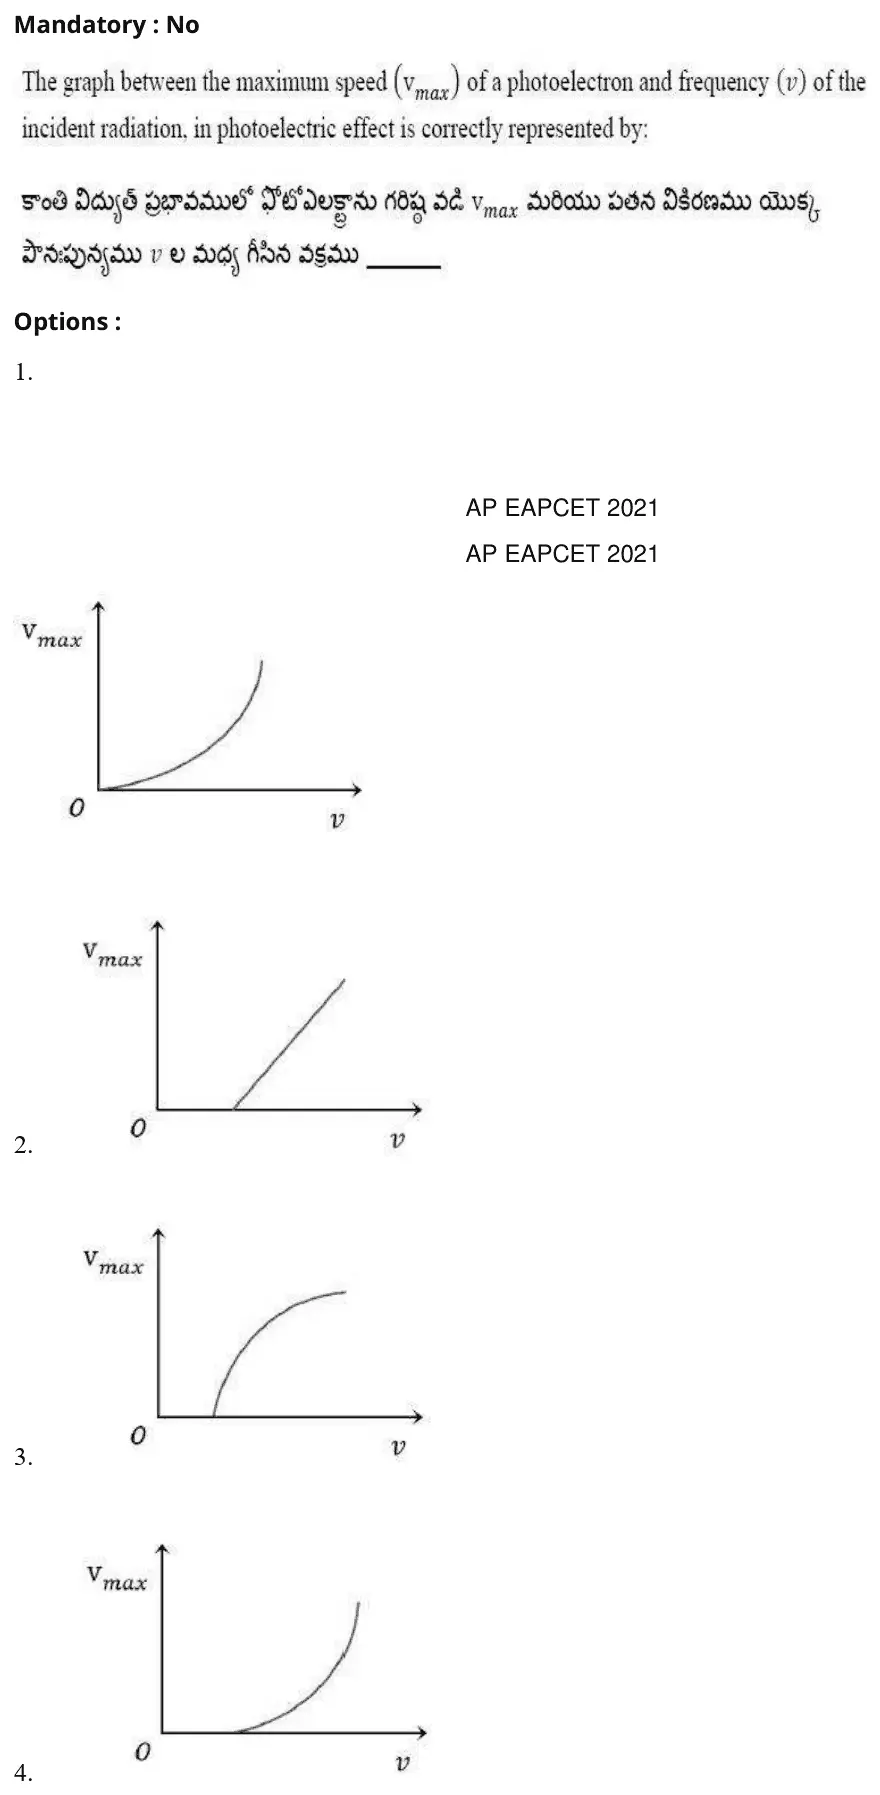 Mandatory : No
The graph between the maximum speed (v_max) of a photoelectron and frequency (ν) of the
incident radiation, in photoelectric effect is correctly represented by:
కాంతి విద్యుత్ ప్రభావములో ఫోటోఎలక్ట్రాను గరిష్ఠ వడి v_max మరియు పతన వికిరణము యొక్క
పౌనఃపున్యము ν ల మధ్య గీసిన వక్రము ______
Options :
1.
AP EAPCET 2021
AP EAPCET 2021
v_max
O
ν
v_max
O
ν
2.
v_max
O
ν
3.
v_max
O
ν
4.